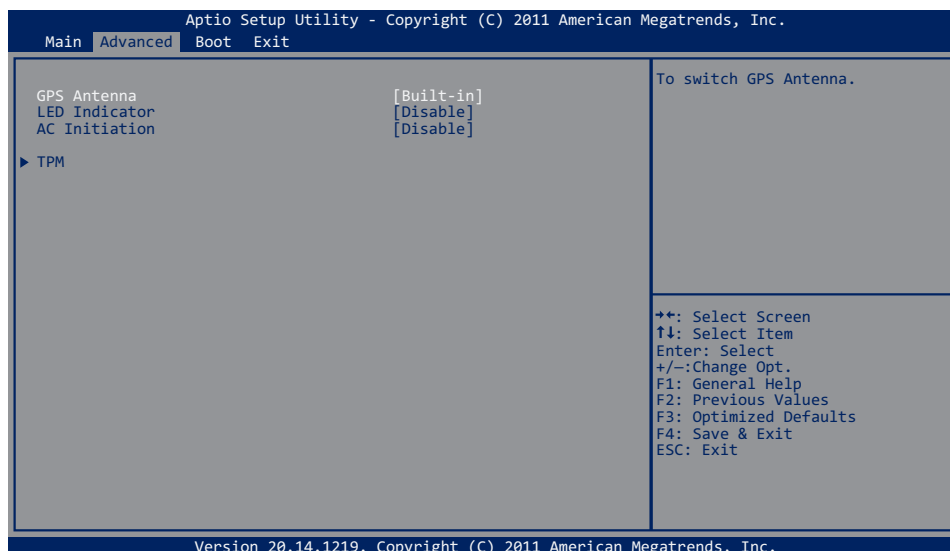 Aptio Setup Utility - Copyright (C) 2011 American Megatrends, Inc.
Main Advanced Boot Exit
GPS Antenna [Built-in]
LED Indicator [Disable]
AC Initiation [Disable]
▶ TPM
To switch GPS Antenna.
→←: Select Screen
↑↓: Select Item
Enter: Select
+/—:Change Opt.
F1: General Help
F2: Previous Values
F3: Optimized Defaults
F4: Save & Exit
ESC: Exit
Version 20.14.1219. Copyright (C) 2011 American Megatrends, Inc.